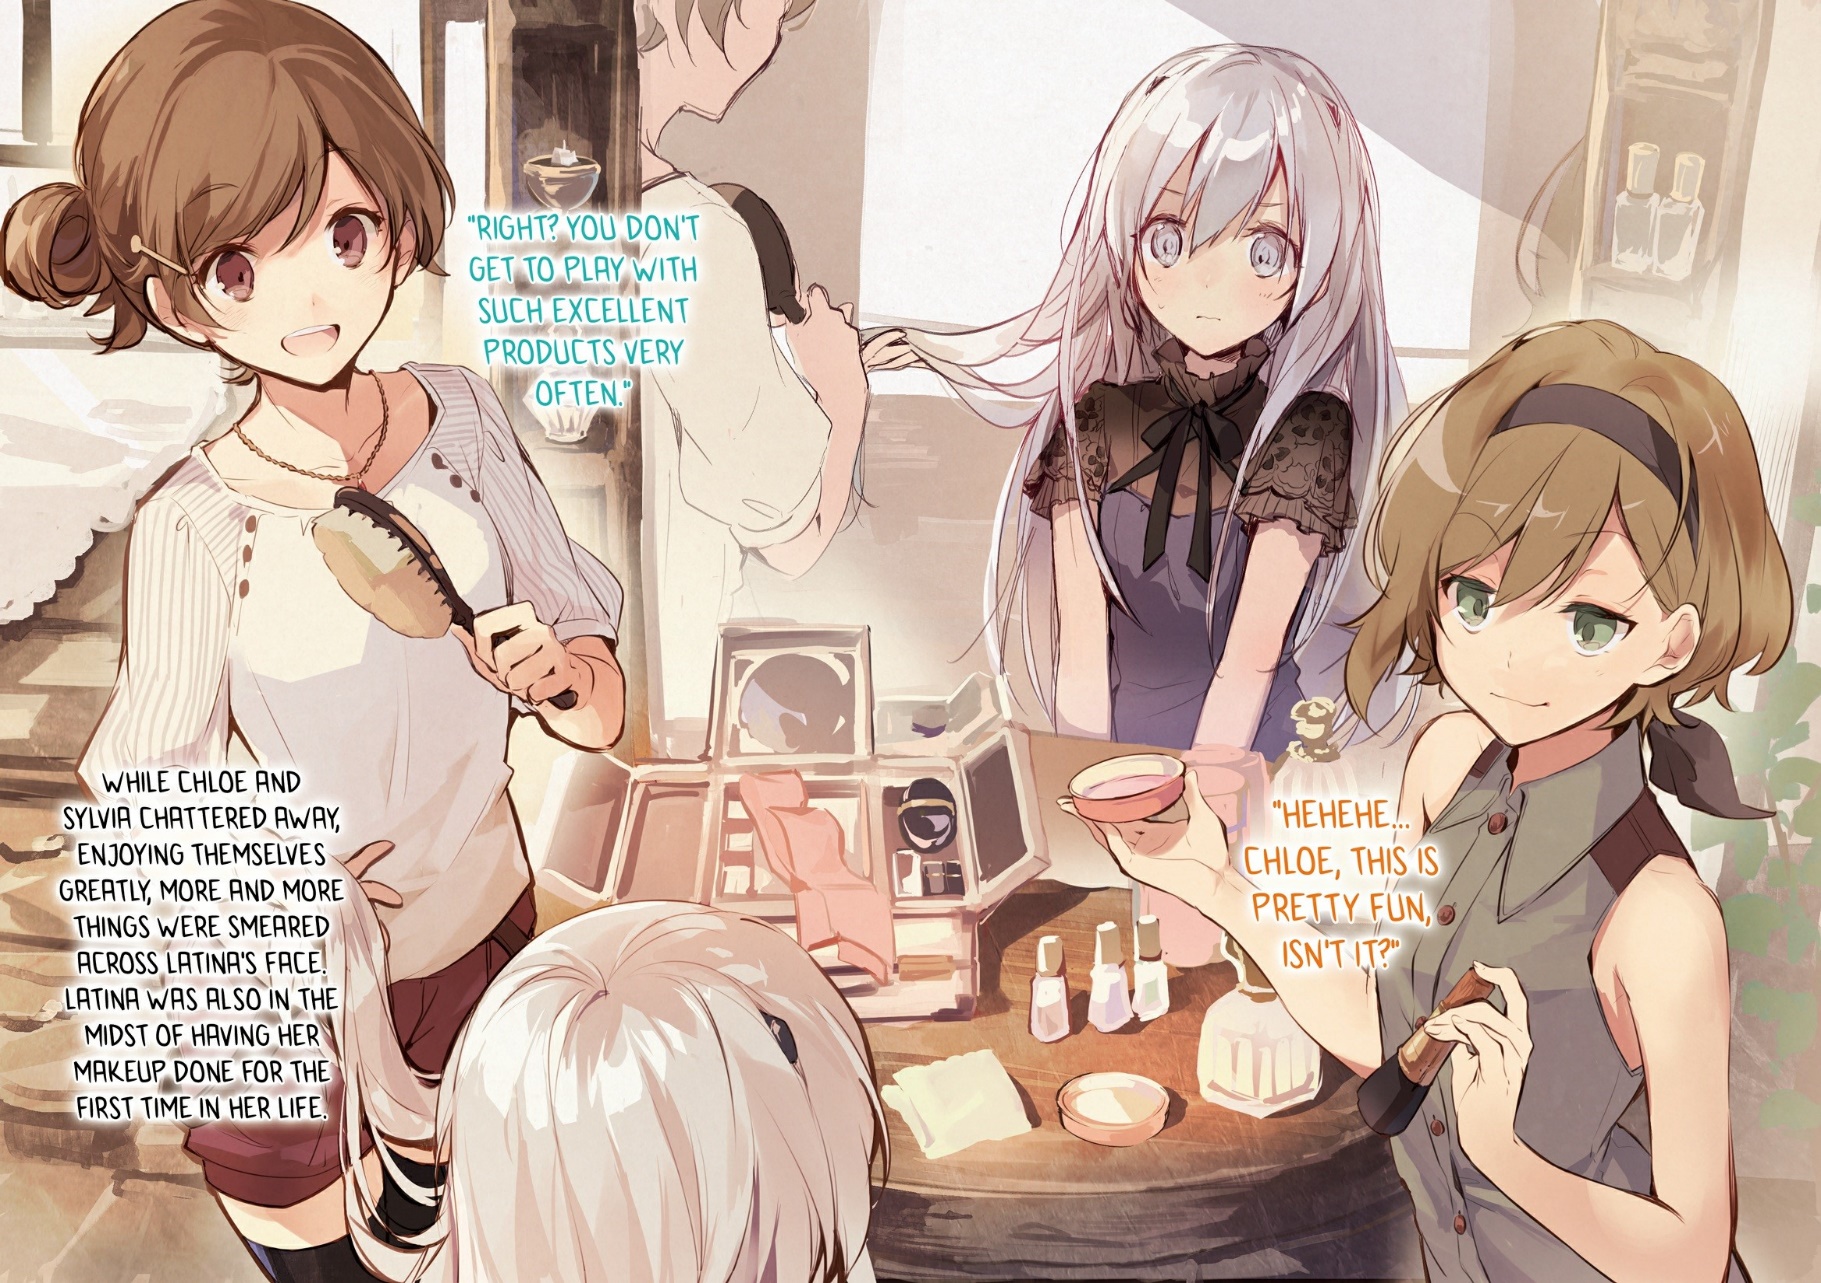 "RIGHT? YOU DON'T
GET TO PLAY WITH
SUCH EXCELLENT
PRODUCTS VERY
OFTEN."
"HEHEHE...
CHLOE, THIS IS
PRETTY FUN,
ISN'T IT?"
WHILE CHLOE AND
SYLVIA CHATTERED AWAY,
ENJOYING THEMSELVES
GREATLY, MORE AND MORE
THINGS WERE SMEARED
ACROSS LATINA'S FACE.
LATINA WAS ALSO IN THE
MIDST OF HAVING HER
MAKEUP DONE FOR THE
FIRST TIME IN HER LIFE.